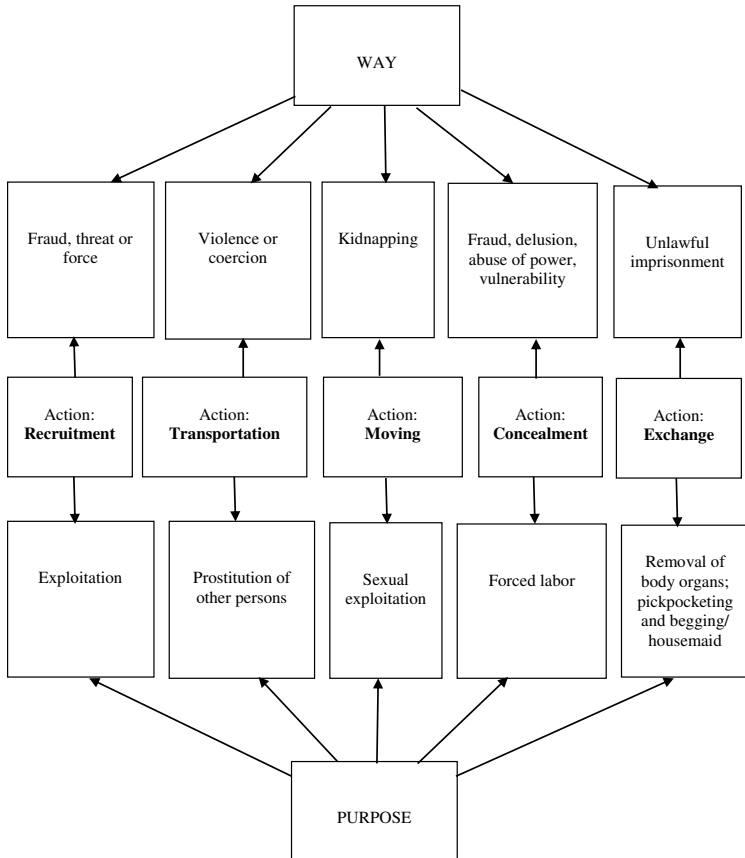 WAY
Fraud, threat or
force
Violence or
coercion
Kidnapping
Fraud, delusion,
abuse of power,
vulnerability
Unlawful
imprisonment
Action:
Recruitment
Action:
Transportation
Action:
Moving
Action:
Concealment
Action:
Exchange
Exploitation
Prostitution of
other persons
Sexual
exploitation
Forced labor
Removal of
body organs;
pickpocketing
and begging/
housemaid
PURPOSE